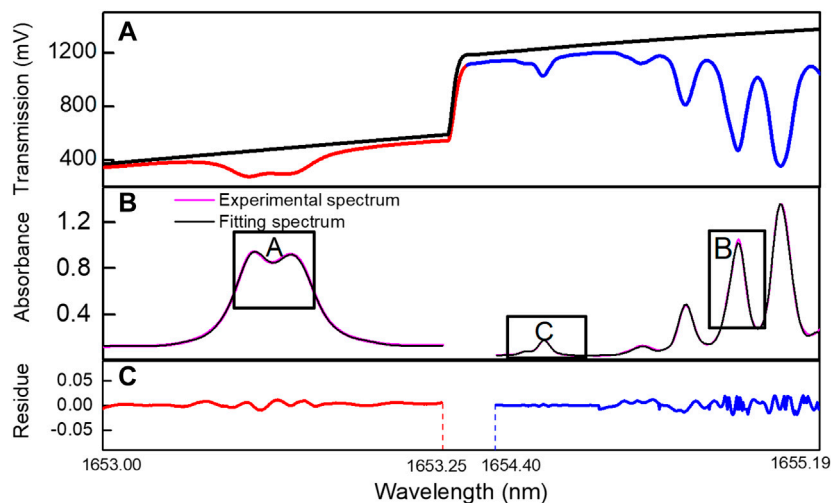 A
Transmission (mV)
1200
800
400
B
Experimental spectrum
Fitting spectrum
Absorbance
1.2
0.8
0.4
A
C
B
C
Residue
0.05
0.00
-0.05
1653.00
1653.25
1654.40
1655.19
Wavelength (nm)